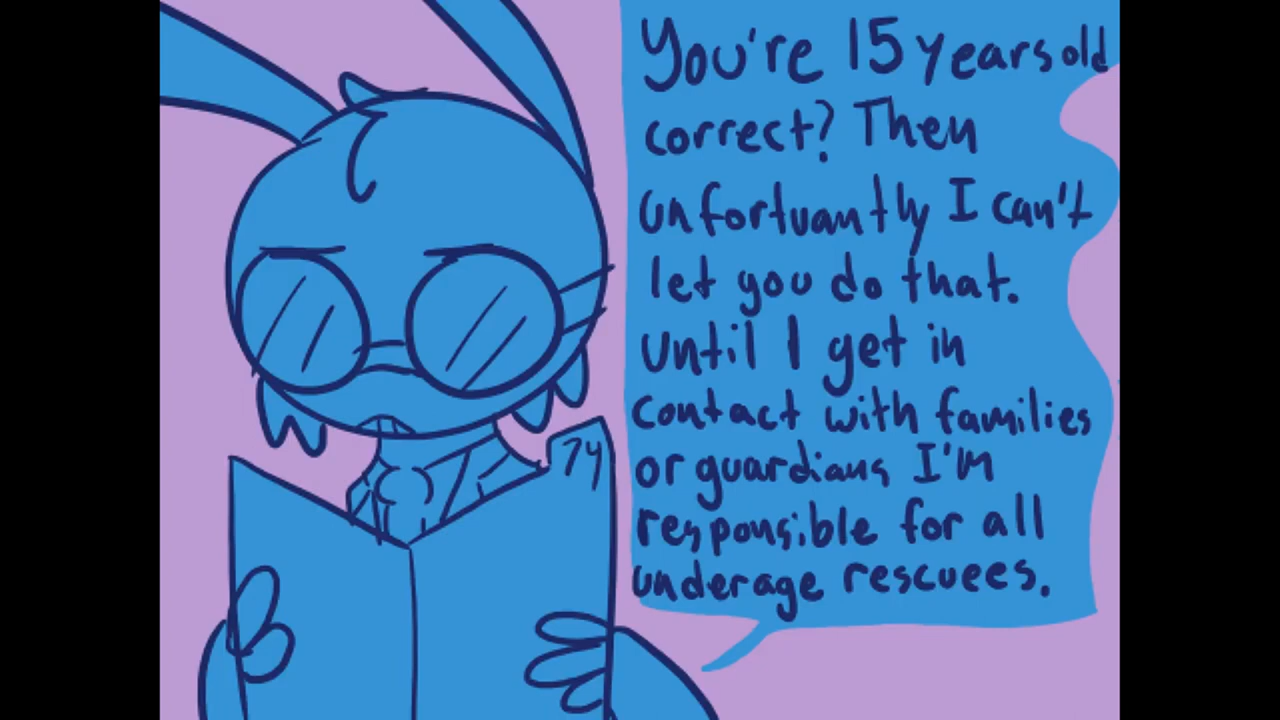 You're 15 years old
correct? Then
unfortuantly I can't
let you do that.
Until I get in
contact with families
or guardians I'm
responsible for all
underage rescuees.
74